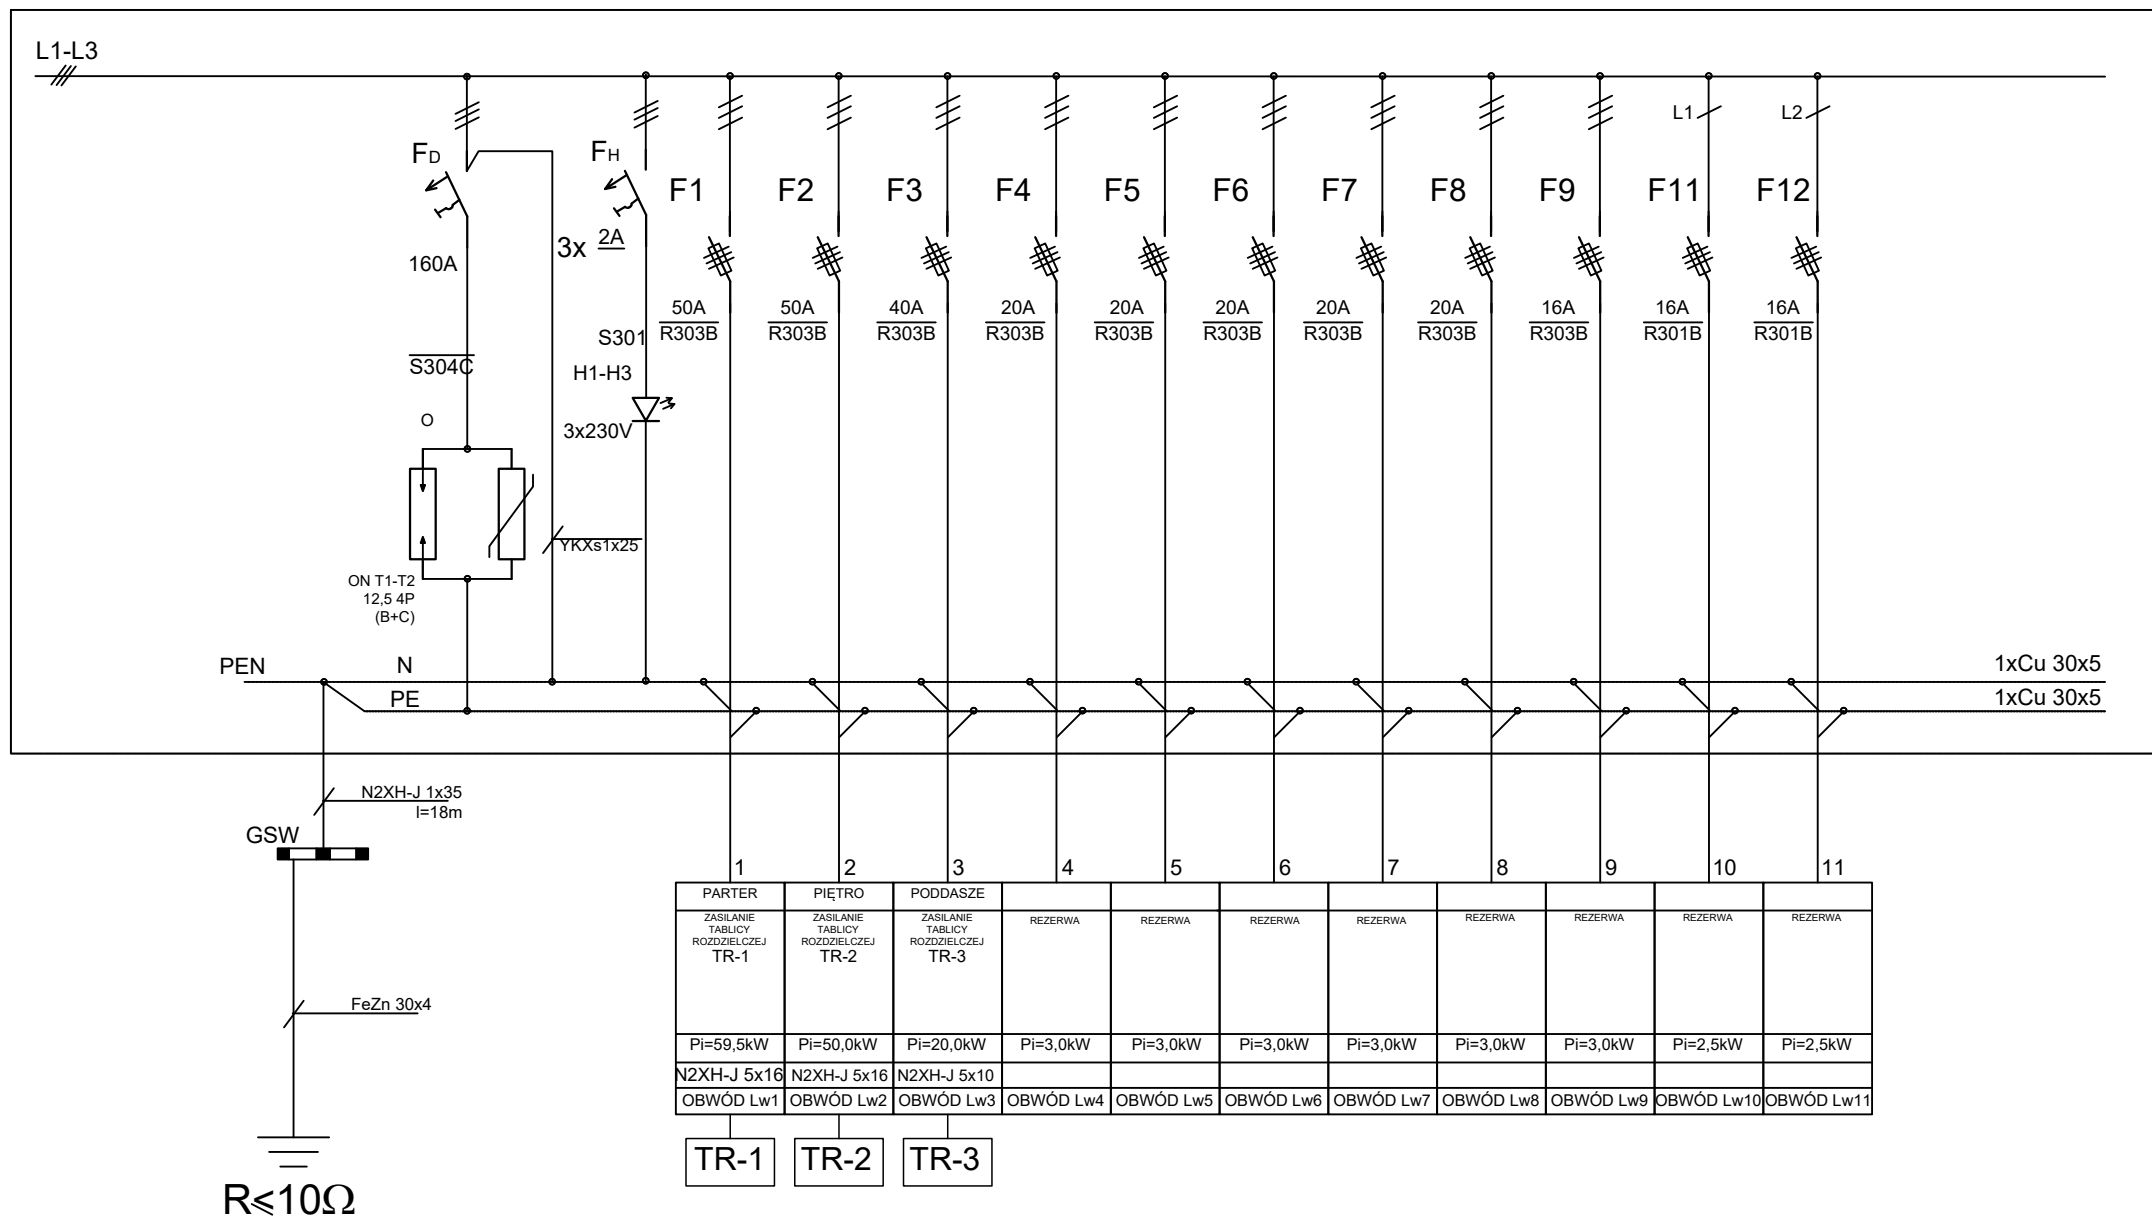 L1-L3
L1
L2
FD
FH
F1
F2
F3
F4
F5
F6
F7
F8
F9
F11
F12
160A
3x
2A
50A
R303B
50A
R303B
40A
R303B
20A
R303B
20A
R303B
20A
R303B
20A
R303B
20A
R303B
16A
R303B
16A
R301B
16A
R301B
S301
S304C
H1-H3
3x230V
O
YKXs1x25
ON T1-T2
12,5 4P
(B+C)
PEN
N
PE
1xCu 30x5
1xCu 30x5
N2XH-J 1x35
l=18m
GSW
FeZn 30x4
R⩽10Ω
1
2
3
4
5
6
7
8
9
10
11
PARTER
PIĘTRO
PODDASZE
ZASILANIE
TABLICY
ROZDZIELCZEJ
TR-1
ZASILANIE
TABLICY
ROZDZIELCZEJ
TR-2
ZASILANIE
TABLICY
ROZDZIELCZEJ
TR-3
REZERWA
REZERWA
REZERWA
REZERWA
REZERWA
REZERWA
REZERWA
REZERWA
Pi=59,5kW
Pi=50,0kW
Pi=20,0kW
Pi=3,0kW
Pi=3,0kW
Pi=3,0kW
Pi=3,0kW
Pi=3,0kW
Pi=3,0kW
Pi=2,5kW
Pi=2,5kW
N2XH-J 5x16
N2XH-J 5x16
N2XH-J 5x10
OBWÓD Lw1
OBWÓD Lw2
OBWÓD Lw3
OBWÓD Lw4
OBWÓD Lw5
OBWÓD Lw6
OBWÓD Lw7
OBWÓD Lw8
OBWÓD Lw9
OBWÓD Lw10
OBWÓD Lw11
TR-1
TR-2
TR-3